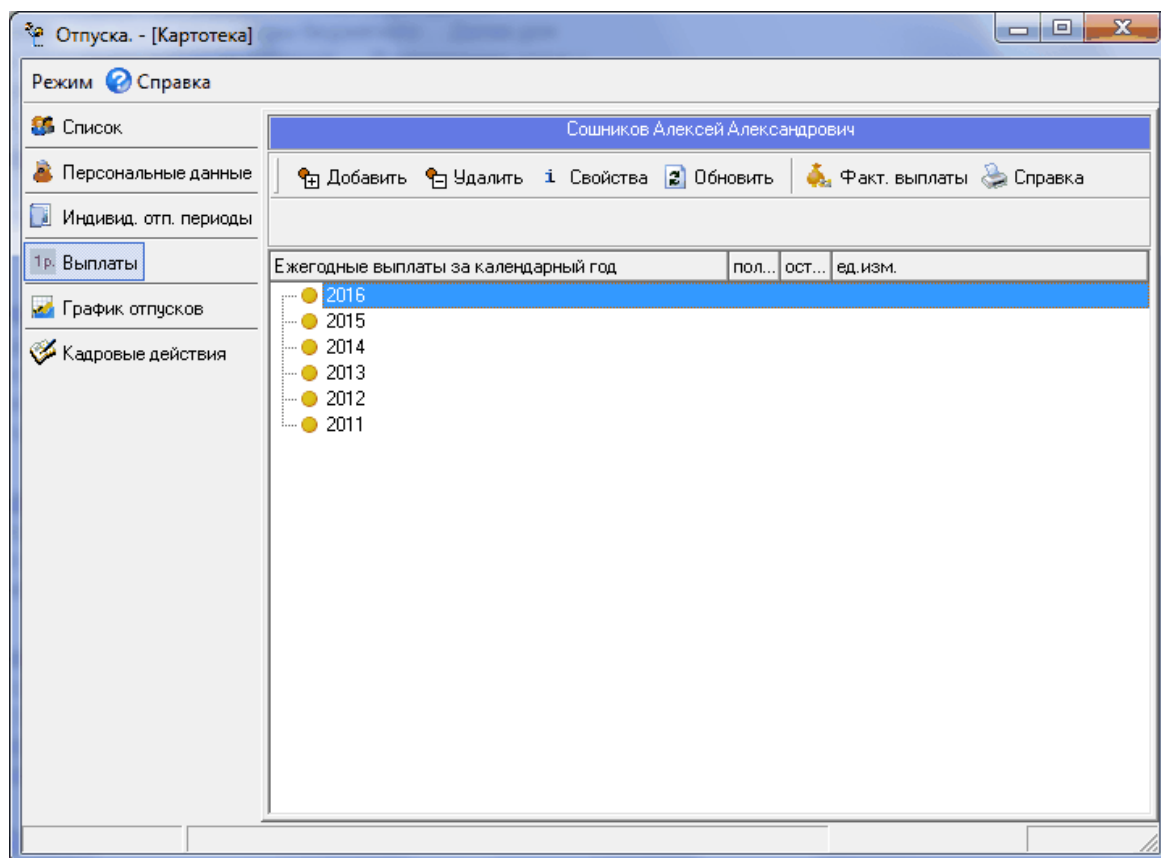 Отпуска. - [Картотека]
Режим Справка
Список
Персональные данные
Индивид. отп. периоды
1р. Выплаты
График отпусков
Кадровые действия
Сошников Алексей Александрович
Добавить Удалить i Свойства Обновить Факт. выплаты Справка
Ежегодные выплаты за календарный год пол... ост... ед.изм.
2016
2015
2014
2013
2012
2011